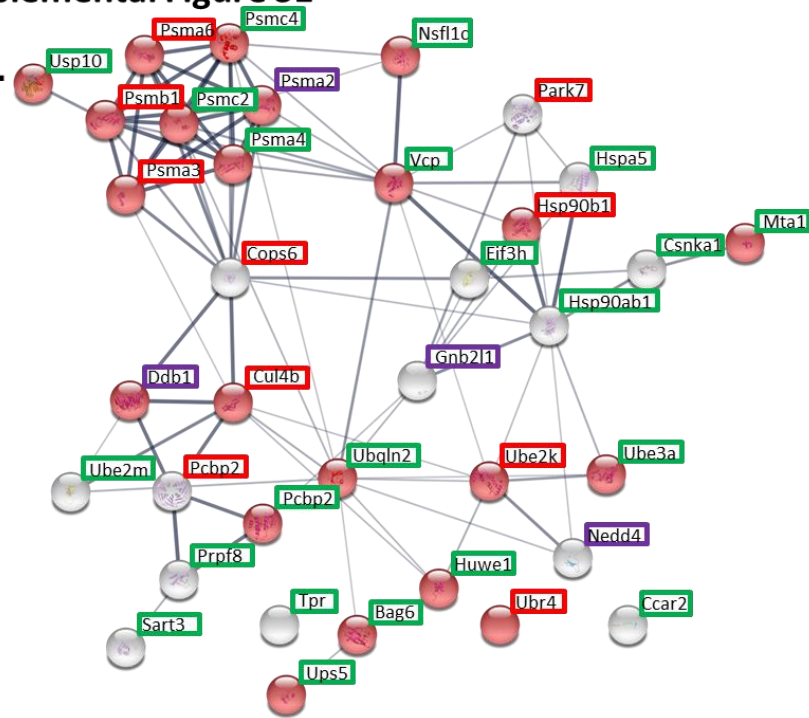 Psmc4
Psma6
Nsfl1c
Usp10
Psma2
Park7
Psmb1
Psmc2
Psma4
Vcp
Hspa5
Psma3
Hsp90b1
Mta1
Cops6
Eif3h
Csnka1
Hsp90ab1
Gnb2l1
Ddb1
Cul4b
Ubqln2
Ube2k
Ube3a
Ube2m
Pcbp2
Pcbp2
Nedd4
Prpf8
Huwe1
Tpr
Bag6
Ubr4
Ccar2
Sart3
Ups5